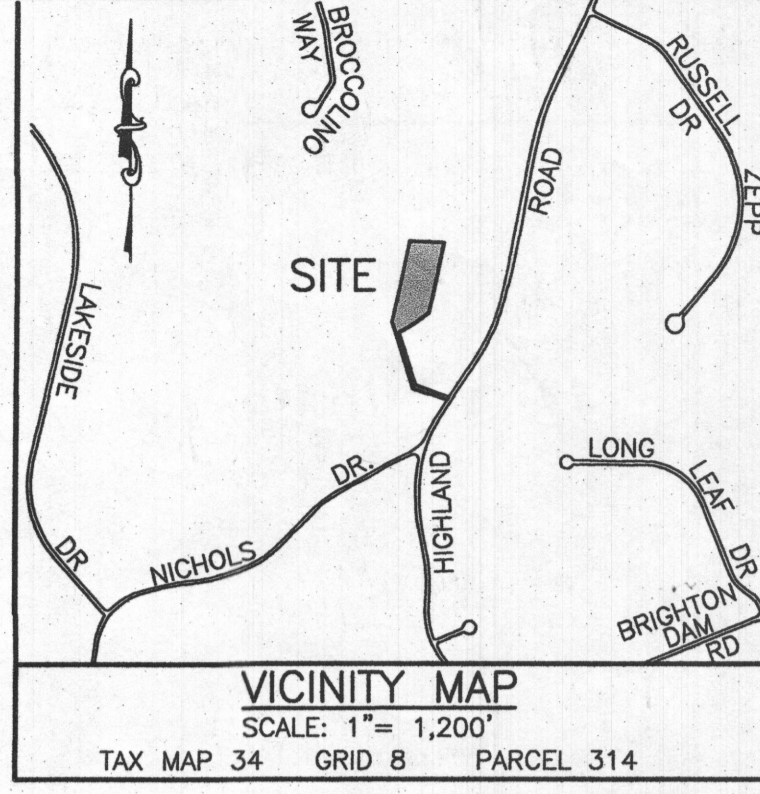 BROCCOLINO
WAY
RUSSELL
DR
ZEPP
ROAD
SITE
LAKESIDE
DR
NICHOLS
DR.
HIGHLAND
LONG
LEAF
DR
BRIGHTON
DAM
RD
VICINITY MAP
SCALE: 1"= 1,200'
TAX MAP 34 GRID 8 PARCEL 314